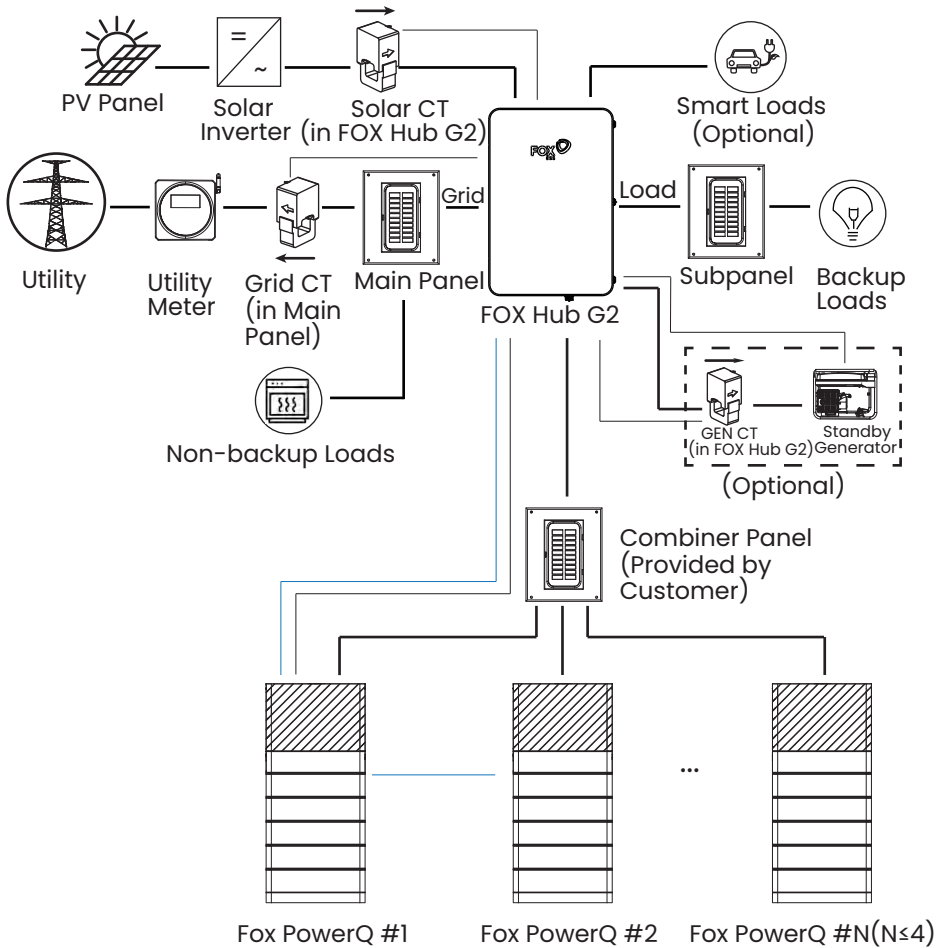 PV Panel
Solar
Inverter
Solar CT
(in FOX Hub G2)
Smart Loads
(Optional)
FOX
ESS
Grid
Load
Utility
Utility
Meter
Grid CT
(in Main
Panel)
Main Panel
FOX Hub G2
Subpanel
Backup
Loads
Non-backup Loads
GEN CT
(in FOX Hub G2)
Standby
Generator
(Optional)
Combiner Panel
(Provided by
Customer)
...
Fox PowerQ #1
Fox PowerQ #2
Fox PowerQ #N(N≤4)